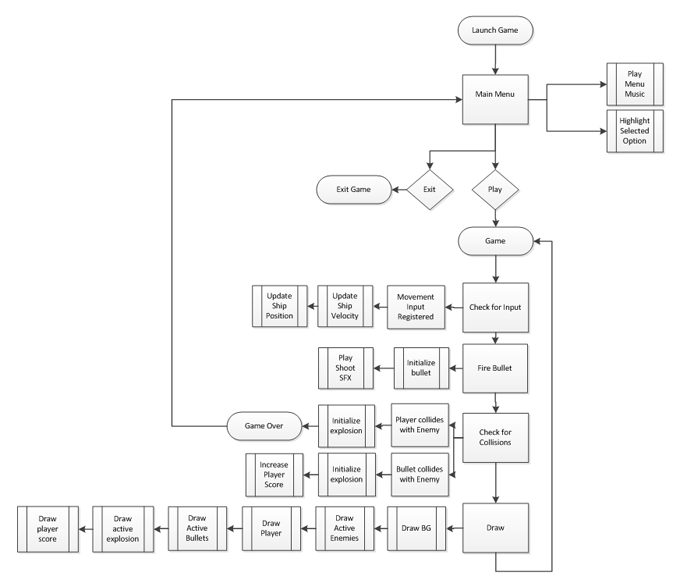 Launch Game
Main Menu
Play
Menu
Music
Highlight
Selected
Option
Exit Game
Exit
Play
Game
Update
Ship
Position
Update
Ship
Velocity
Movement
Input
Registered
Check for Input
Play
Shoot
SFX
Initialize
bullet
Fire Bullet
Game Over
Initialize
explosion
Player collides
with Enemy
Check for
Collisions
Increase
Player
Score
Initialize
explosion
Bullet collides
with Enemy
Draw
player
score
Draw
active
explosion
Draw
Active
Bullets
Draw
Player
Draw
Active
Enemies
Draw BG
Draw